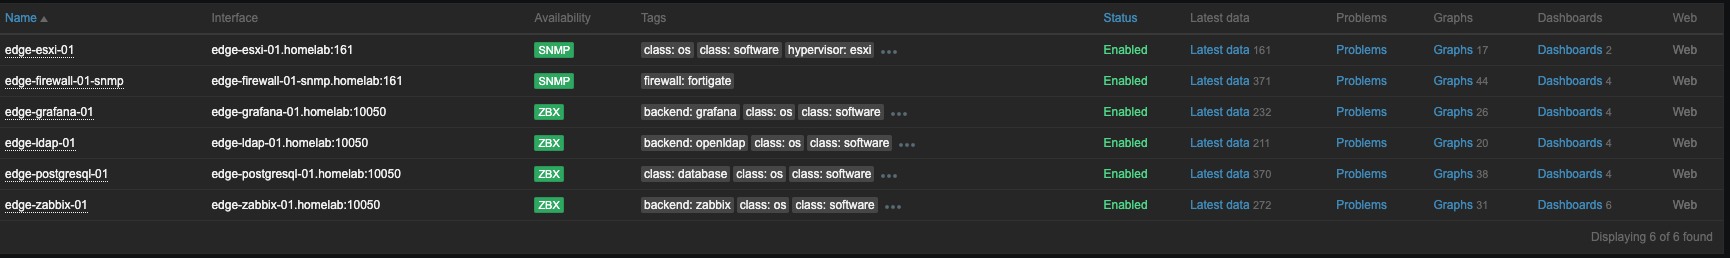 Name ▲ Interface Availability Tags Status Latest data Problems Graphs Dashboards Web
edge-esxi-01 edge-esxi-01.homelab:161 SNMP class: os class: software hypervisor: esxi ••• Enabled Latest data 161 Problems Graphs 17 Dashboards 2 Web
edge-firewall-01-snmp edge-firewall-01-snmp.homelab:161 SNMP firewall: fortigate Enabled Latest data 371 Problems Graphs 44 Dashboards 4 Web
edge-grafana-01 edge-grafana-01.homelab:10050 ZBX backend: grafana class: os class: software ••• Enabled Latest data 232 Problems Graphs 26 Dashboards 4 Web
edge-ldap-01 edge-ldap-01.homelab:10050 ZBX backend: openldap class: os class: software ••• Enabled Latest data 211 Problems Graphs 20 Dashboards 4 Web
edge-postgresql-01 edge-postgresql-01.homelab:10050 ZBX class: database class: os class: software ••• Enabled Latest data 370 Problems Graphs 38 Dashboards 4 Web
edge-zabbix-01 edge-zabbix-01.homelab:10050 ZBX backend: zabbix class: os class: software ••• Enabled Latest data 272 Problems Graphs 31 Dashboards 6 Web
Displaying 6 of 6 found